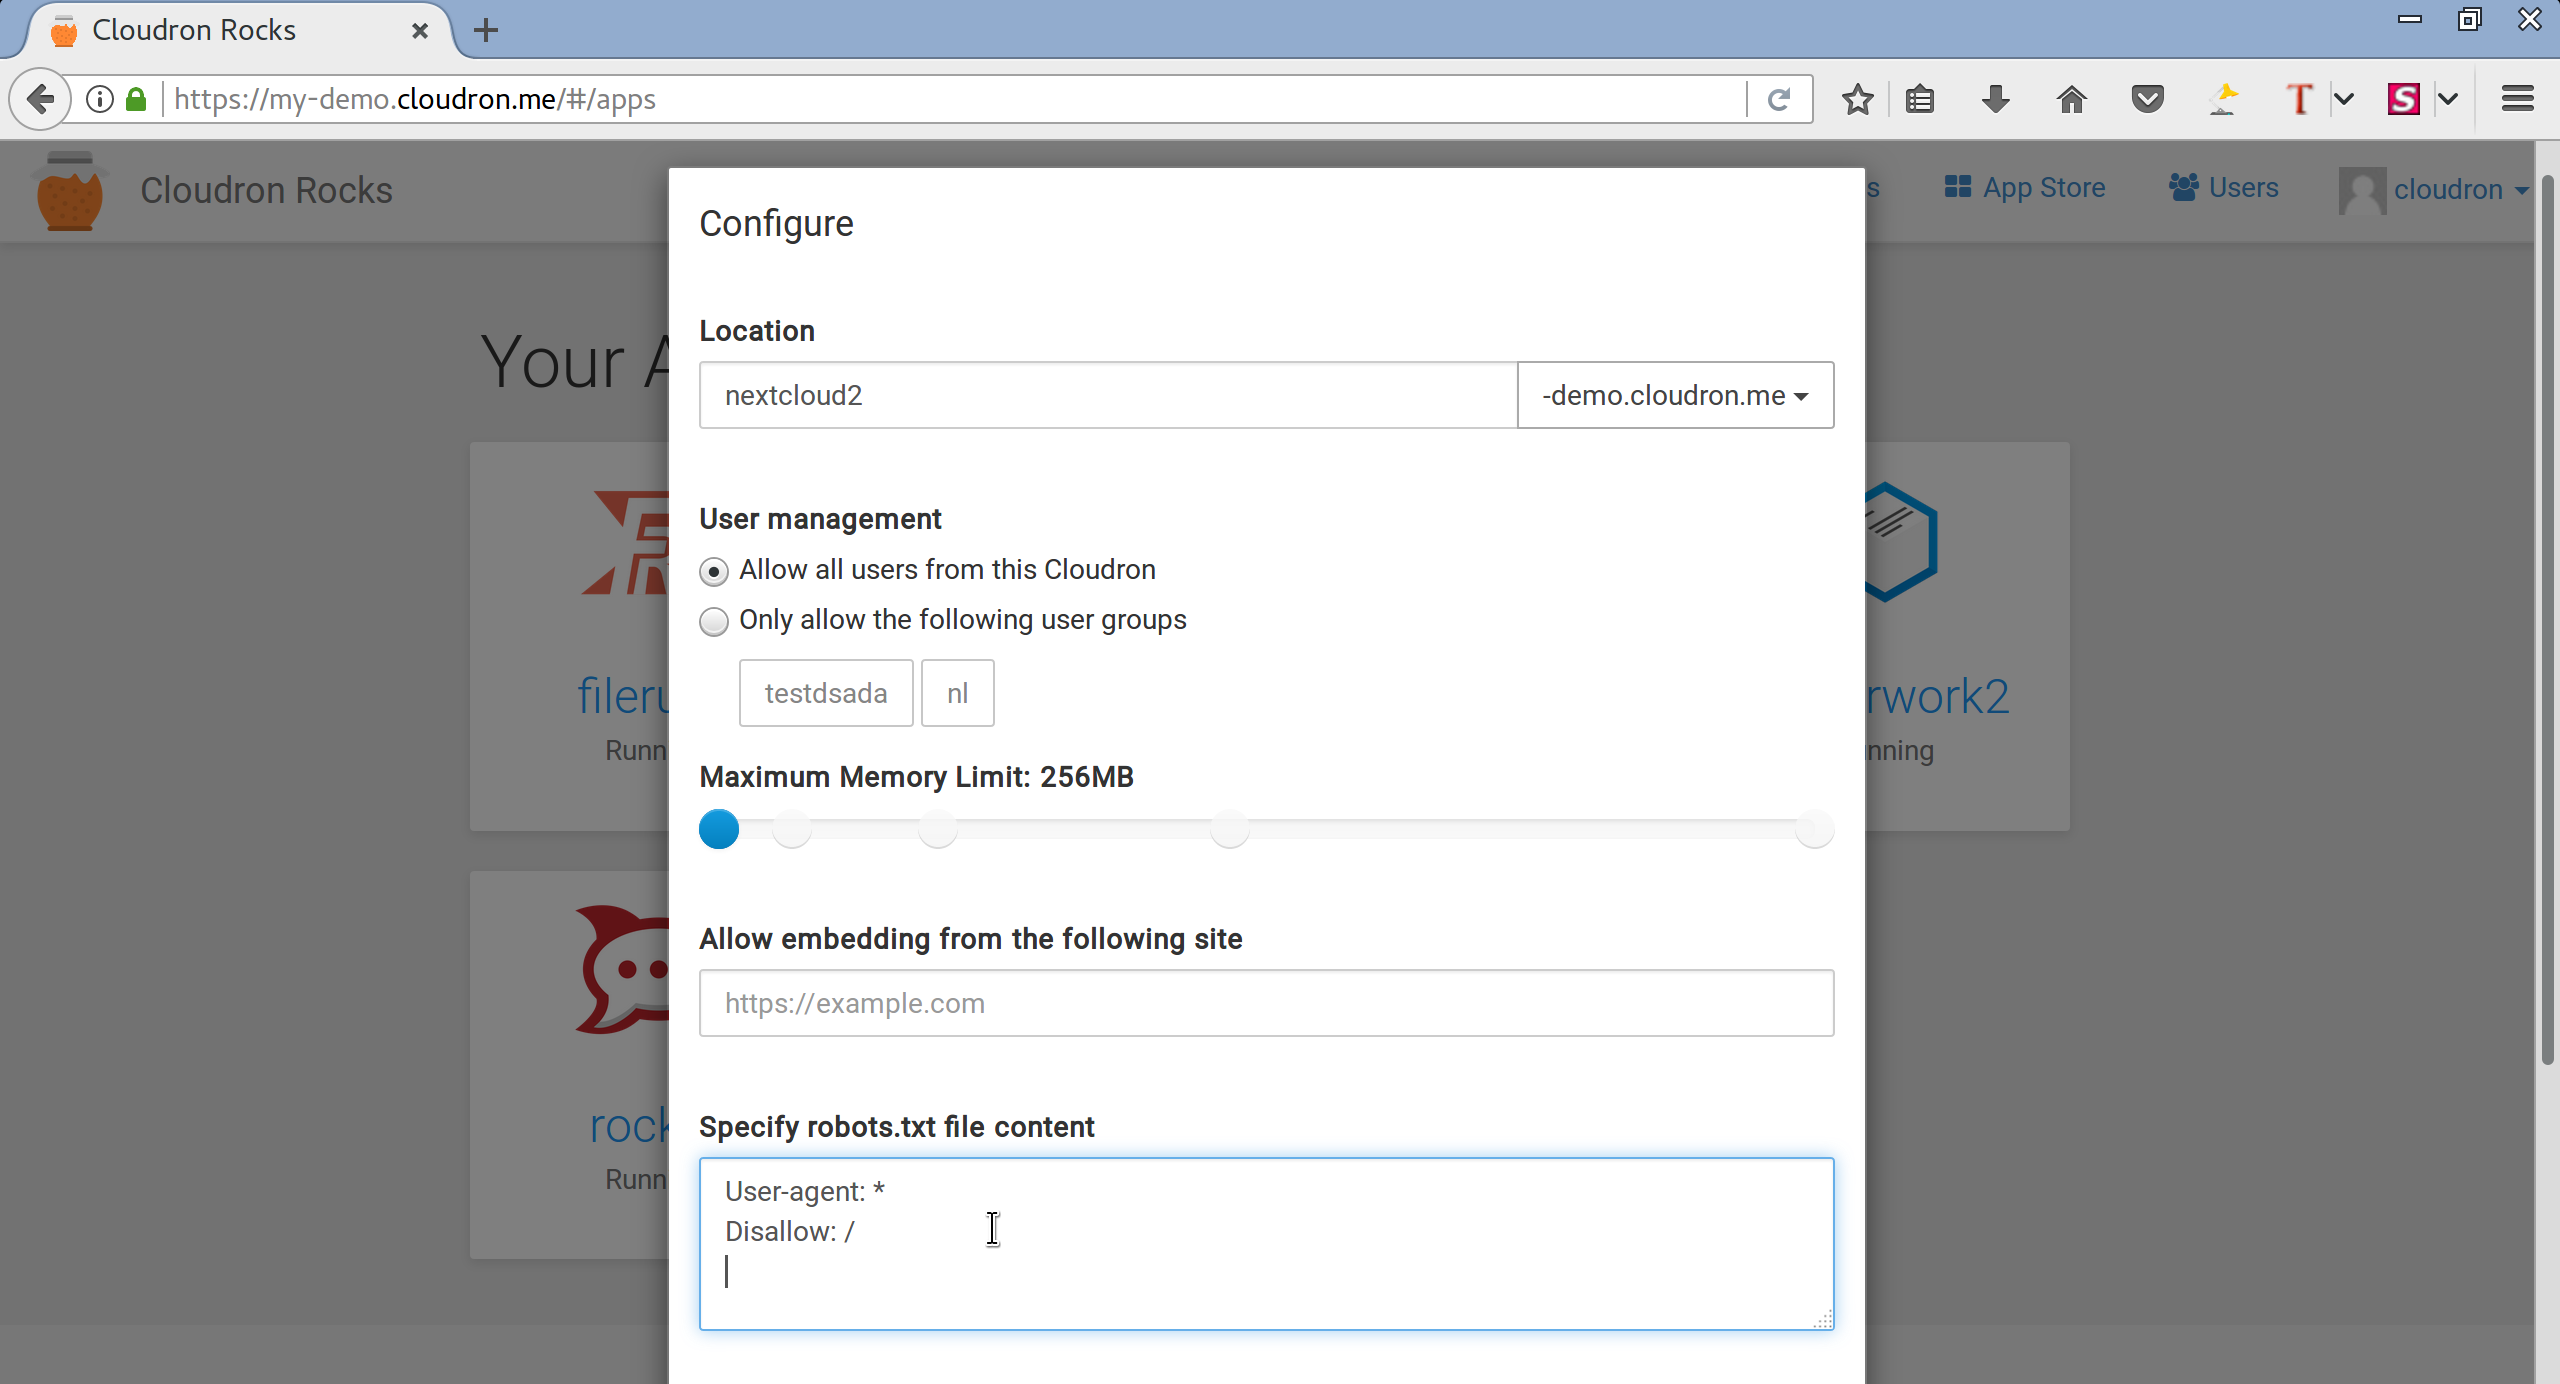 Cloudron Rocks
https://my-demo.cloudron.me/#/apps
Cloudron Rocks
s
App Store
Users
cloudron
Configure
Your A
Location
nextcloud2
-demo.cloudron.me
User management
Allow all users from this Cloudron
Only allow the following user groups
testdsada
nl
fileru
rwork2
Runn
nning
Maximum Memory Limit: 256MB
Allow embedding from the following site
https://example.com
rock
Runn
Specify robots.txt file content
User-agent: *
Disallow: /